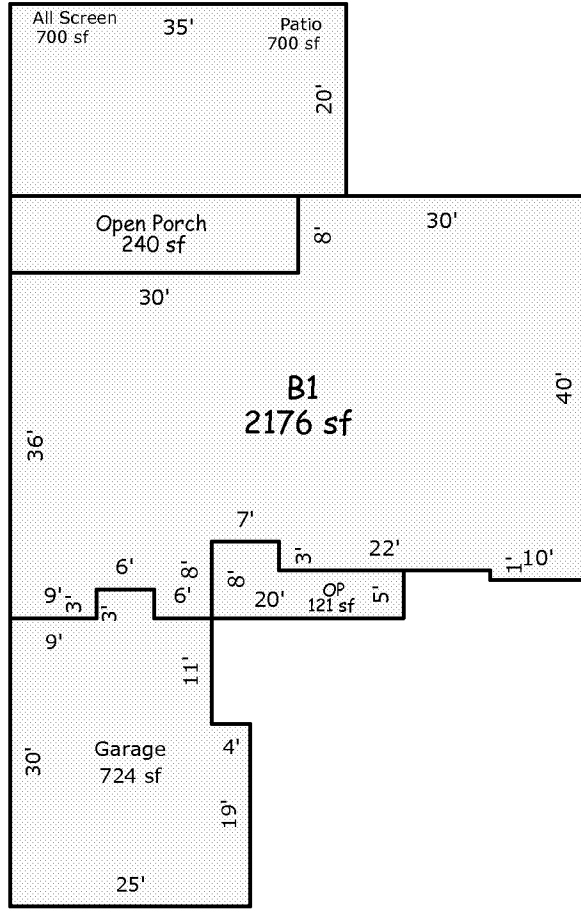 All Screen
700 sf
35'
Patio
700 sf
20'
Open Porch
240 sf
8'
30'
30'
B1
2176 sf
40'
36'
7'
8'
3'
22'
1'
10'
6'
9'
3'
3'
6'
8'
20'
OP
121 sf
5'
9'
11'
Garage
724 sf
4'
30'
19'
25'